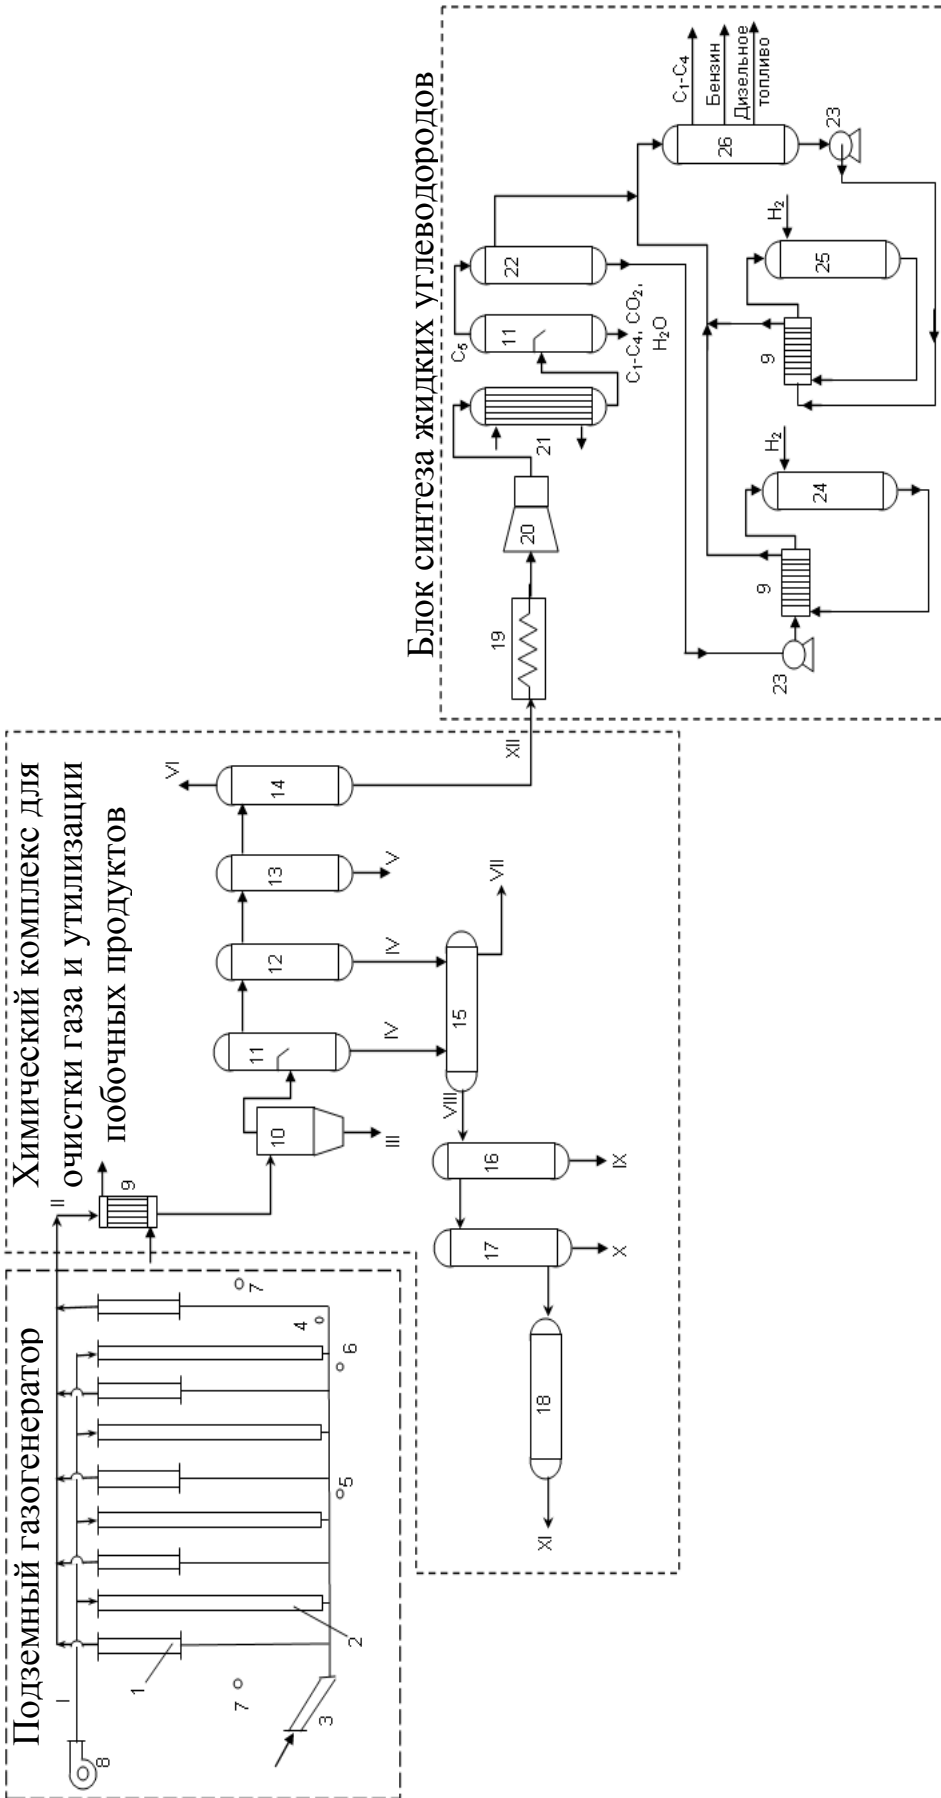 Подземный газогенератор
I
II
8
1
2
3
7
5
6
4
7
Химический комплекс для
очистки газа и утилизации
побочных продуктов
9
10
III
11
12
13
14
VI
IV
IV
V
XII
15
VII
VIII
16
IX
17
X
18
XI
Блок синтеза жидких углеводородов
19
20
21
11
C₅
C₁-C₄, CO₂,
H₂O
22
C₁-C₄
Бензин
Дизельное
топливо
26
23
23
9
24
H₂
9
25
H₂